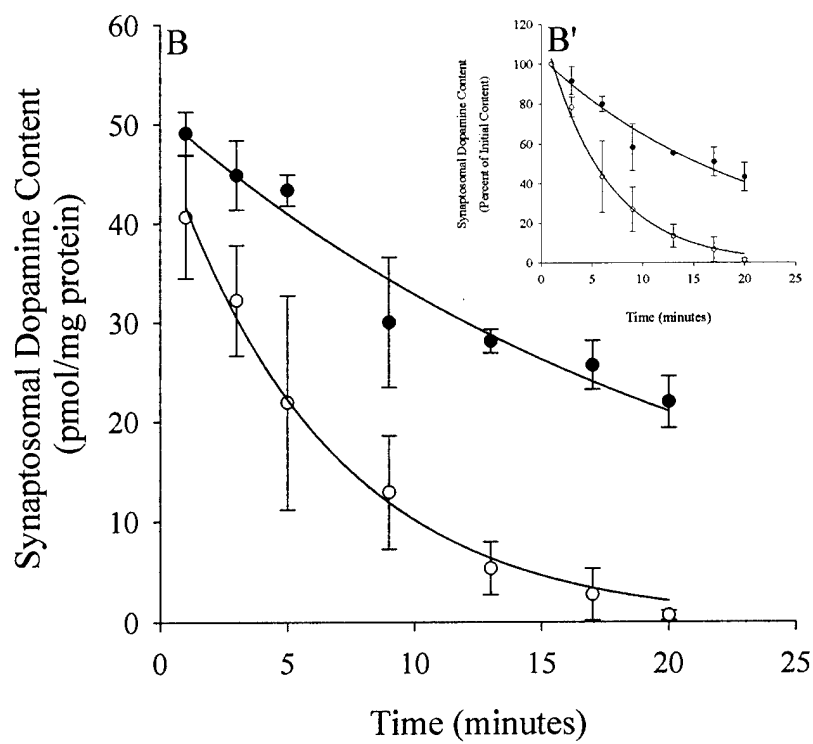 B
60
50
40
30
20
10
0
0 5 10 15 20 25
Synaptosomal Dopamine Content
(pmol/mg protein)
Time (minutes)
B'
120
100
80
60
40
20
0
0 5 10 15 20 25
Synaptosomal Dopamine Content
(Percent of Initial Content)
Time (minutes)